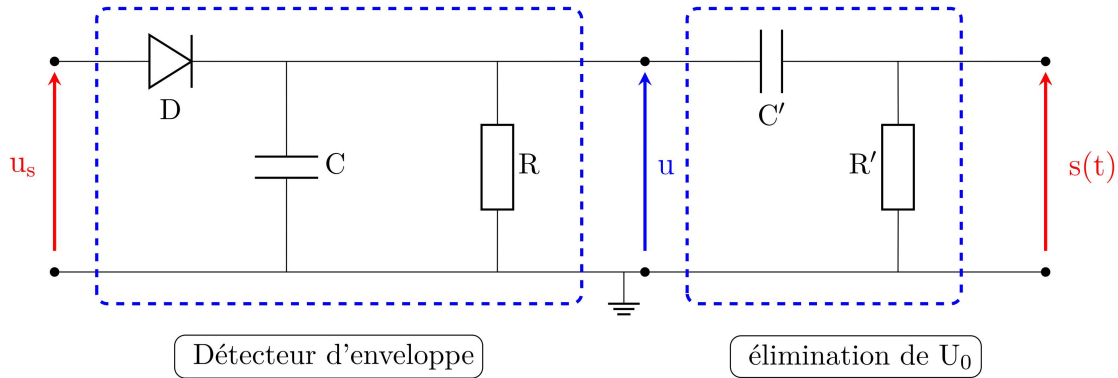 D
C
R
C′
R′
u_s
u
s(t)
Détecteur d'enveloppe
élimination de U_0